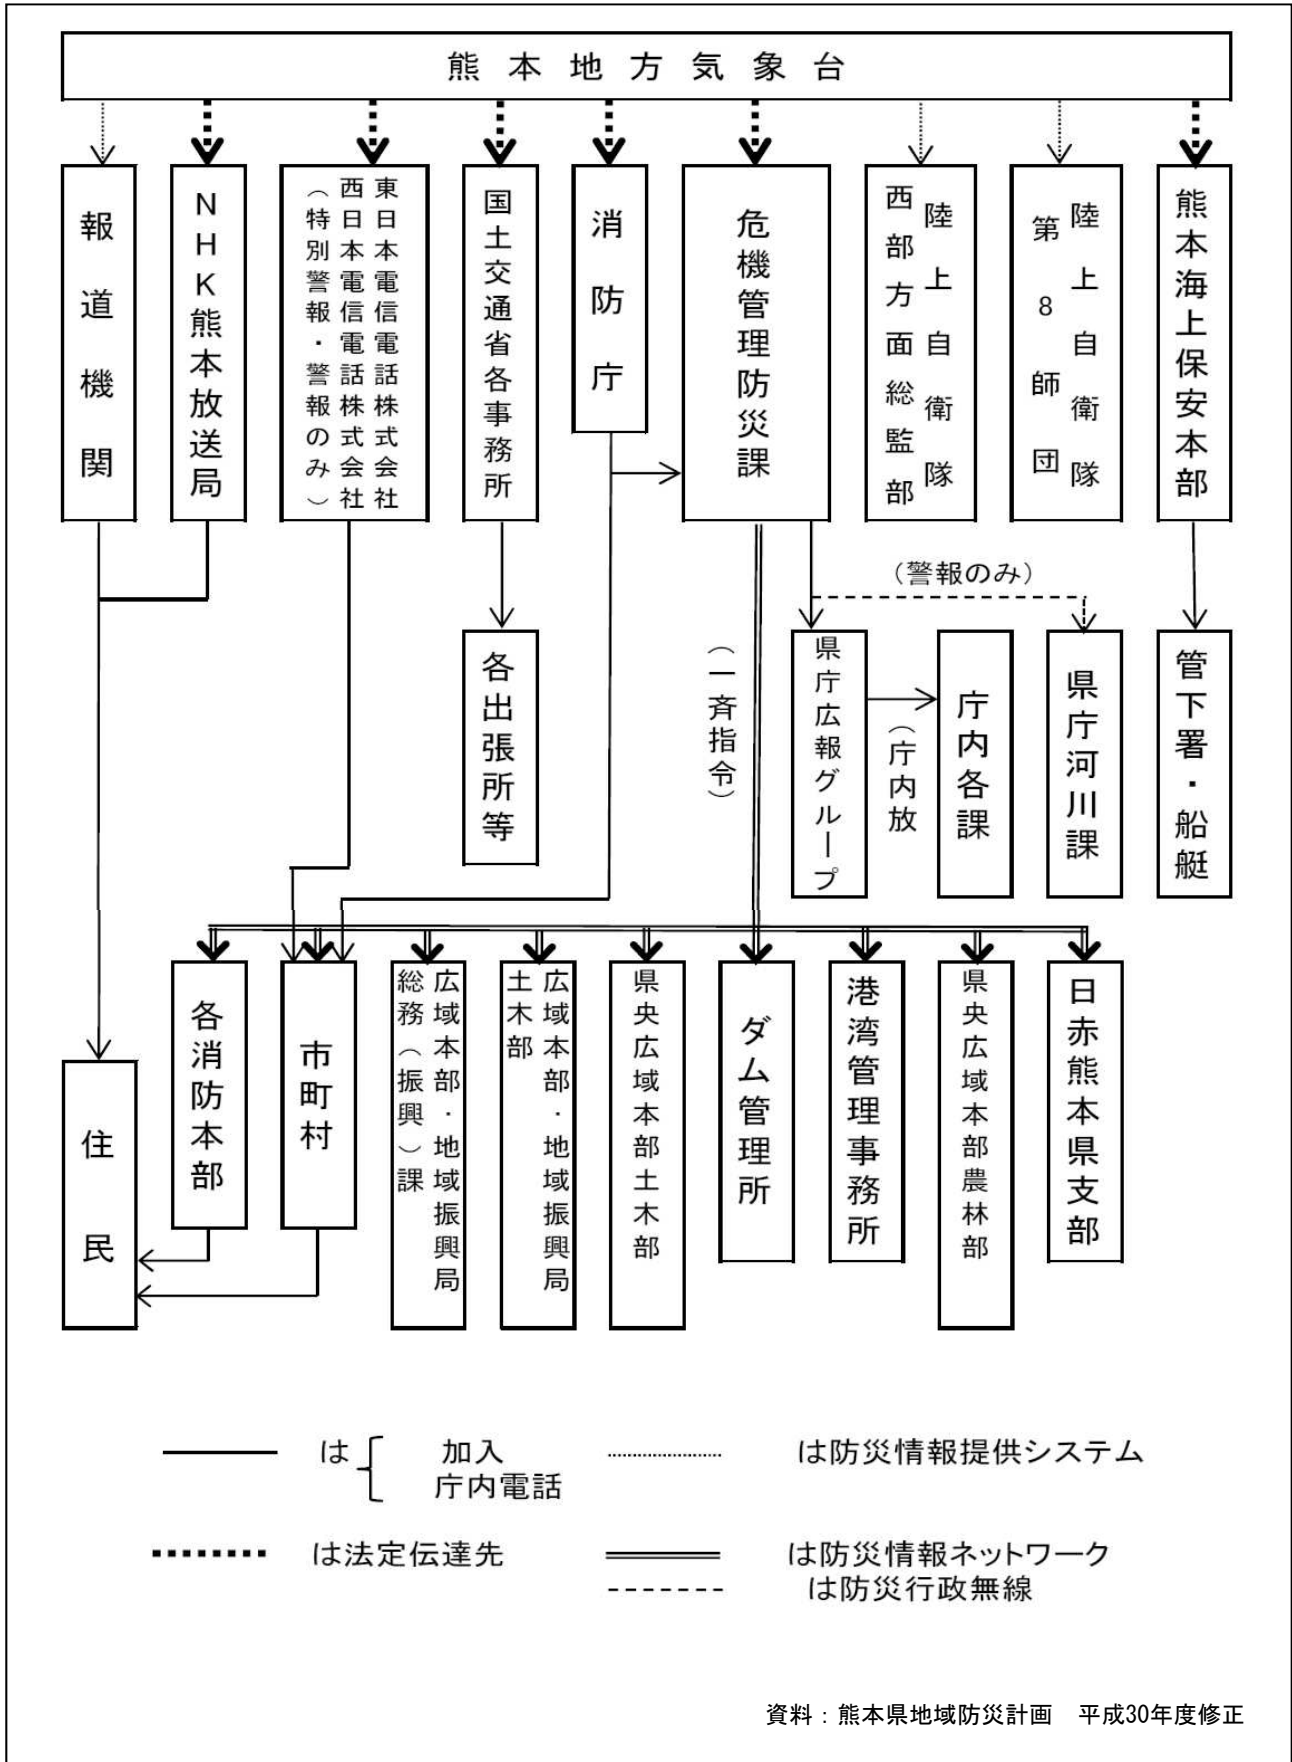 熊本地方気象台
報道機関
NHK熊本放送局
東日本電信電話株式会社
西日本電信電話株式会社
（特別警報・警報のみ）
国土交通省各事務所
消防庁
危機管理防災課
陸上自衛隊
西部方面総監部
陸上自衛隊
第8師団
熊本海上保安本部
（警報のみ）
各出張所等
（一斉指令）
県庁広報グループ
（庁内放
庁内各課
県庁河川課
管下署・船艇
住民
各消防本部
市町村
広域本部・地域振興局
総務（振興）課
広域本部・地域振興局
土木部
県央広域本部土木部
ダム管理所
港湾管理事務所
県央広域本部農林部
日赤熊本県支部
は 加入
庁内電話
は防災情報提供システム
は法定伝達先
は防災情報ネットワーク
は防災行政無線
資料：熊本県地域防災計画　平成30年度修正